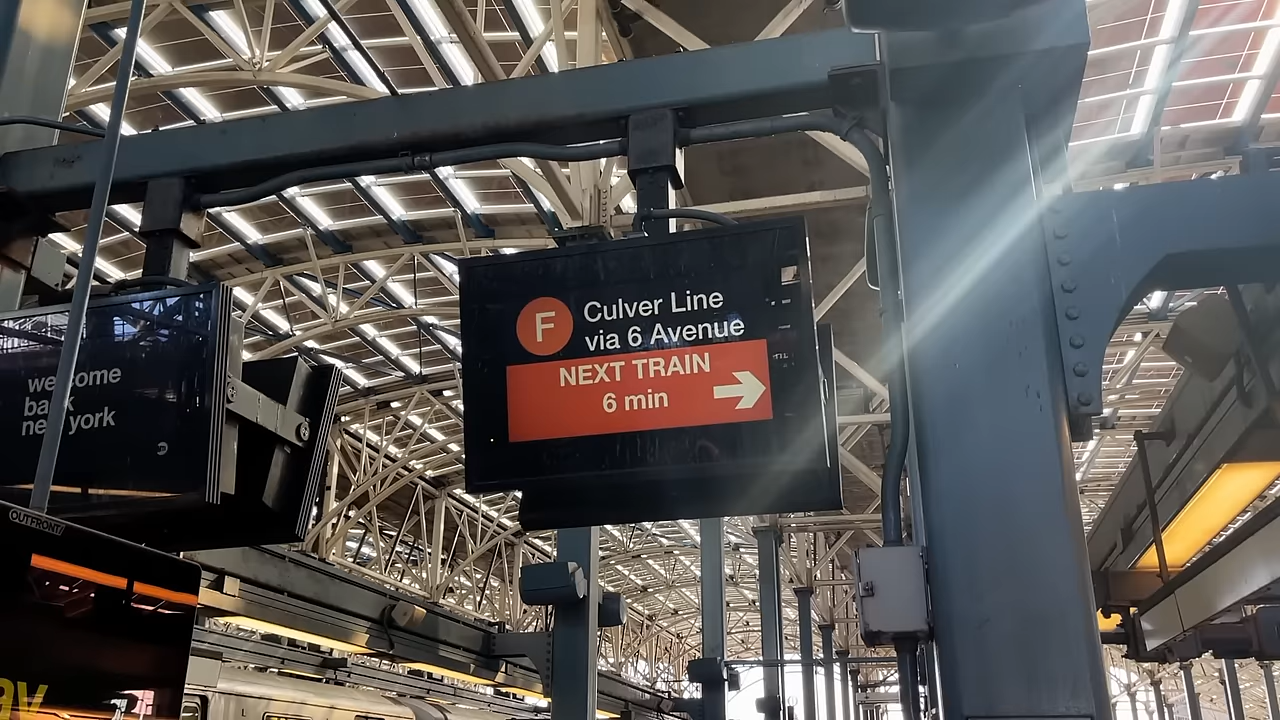 F
Culver Line
via 6 Avenue
NEXT TRAIN
6 min
welcome
back
new york
OUTFRONT/